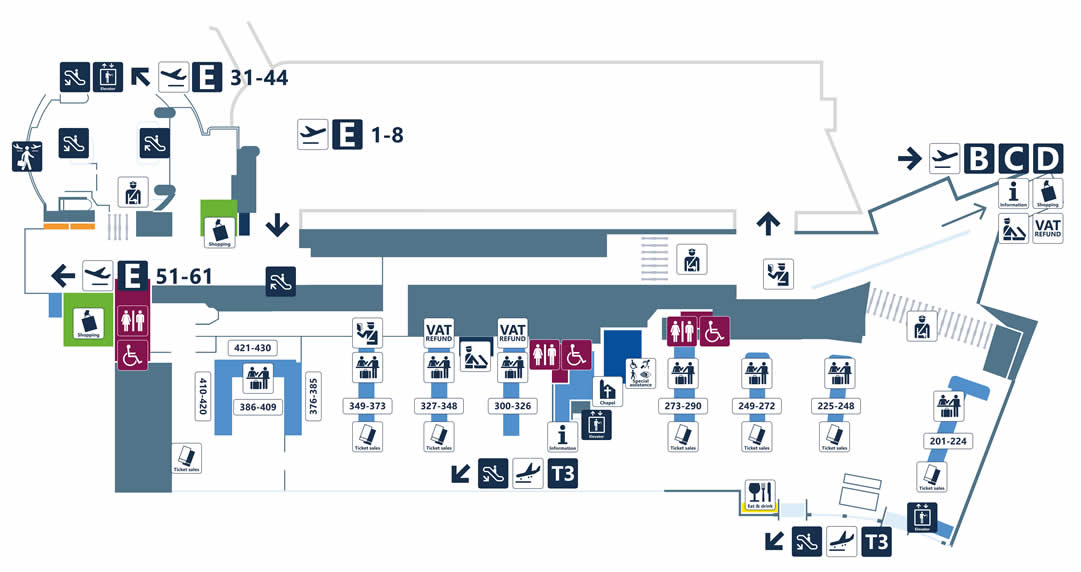 Elevator
E 31-44
E 1-8
B C D
Information
Shopping
VAT
REFUND
Shopping
E 51-61
Shopping
421-430
VAT
REFUND
VAT
REFUND
Special
assistance
410-420
386-409
376-385
349-373
327-348
300-326
Chapel
273-290
249-272
225-248
201-224
Ticket sales
Ticket sales
Ticket sales
Information
Elevator
Ticket sales
Ticket sales
Ticket sales
Ticket sales
T3
Eat & drink
Elevator
T3